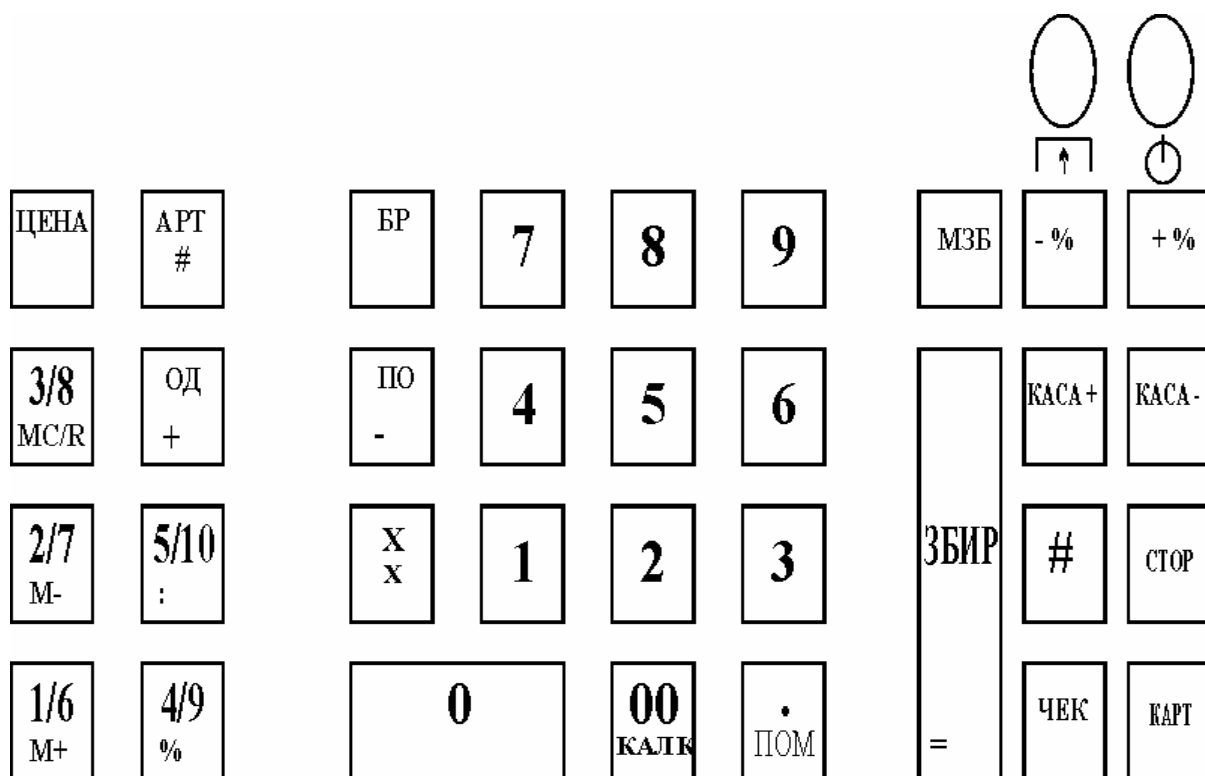 ЦЕНА АРТ БР 7 8 9 МЗБ - % + %
#
3/8 ОД ПО 4 5 6 КАСА + КАСА -
MC/R + -
2/7 5/10 X 1 2 3 ЗБИР # СТОР
M- : x
1/6 4/9 0 00 . ЧЕК КАРТ
M+ % КАЛК ПОМ =